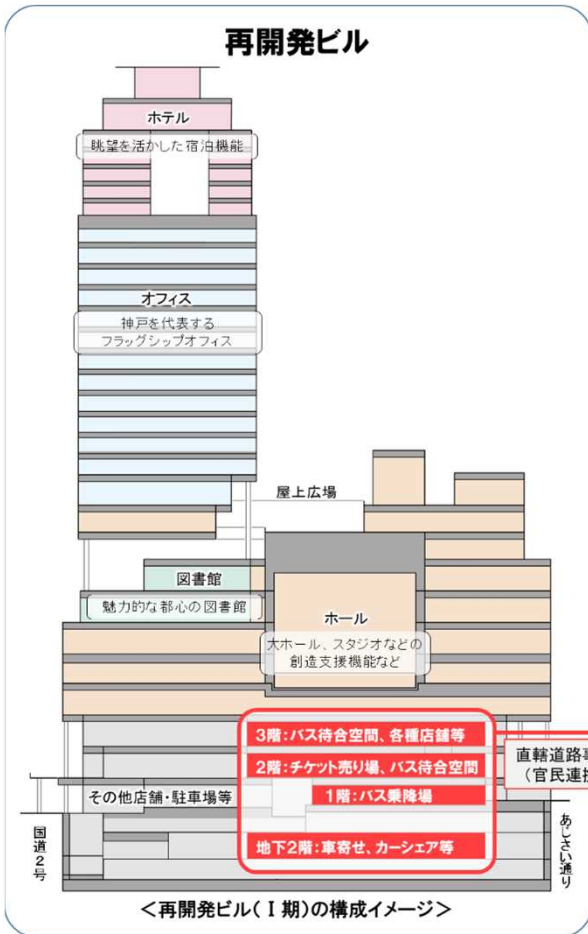 再開発ビル
ホテル
眺望を活かした宿泊機能
オフィス
神戸を代表する
フラッグシップオフィス
屋上広場
図書館
魅力的な都心の図書館
ホール
大ホール、スタジオなどの
創造支援機能など
3階:バス待合空間、各種店舗等
2階:チケット売り場、バス待合空間
直轄道路
(官民連
その他店舗・駐車場等
1階:バス乗降場
国道2号
あじさい通り
地下2階:車寄せ、カーシェア等
<再開発ビル(Ⅰ期)の構成イメージ>